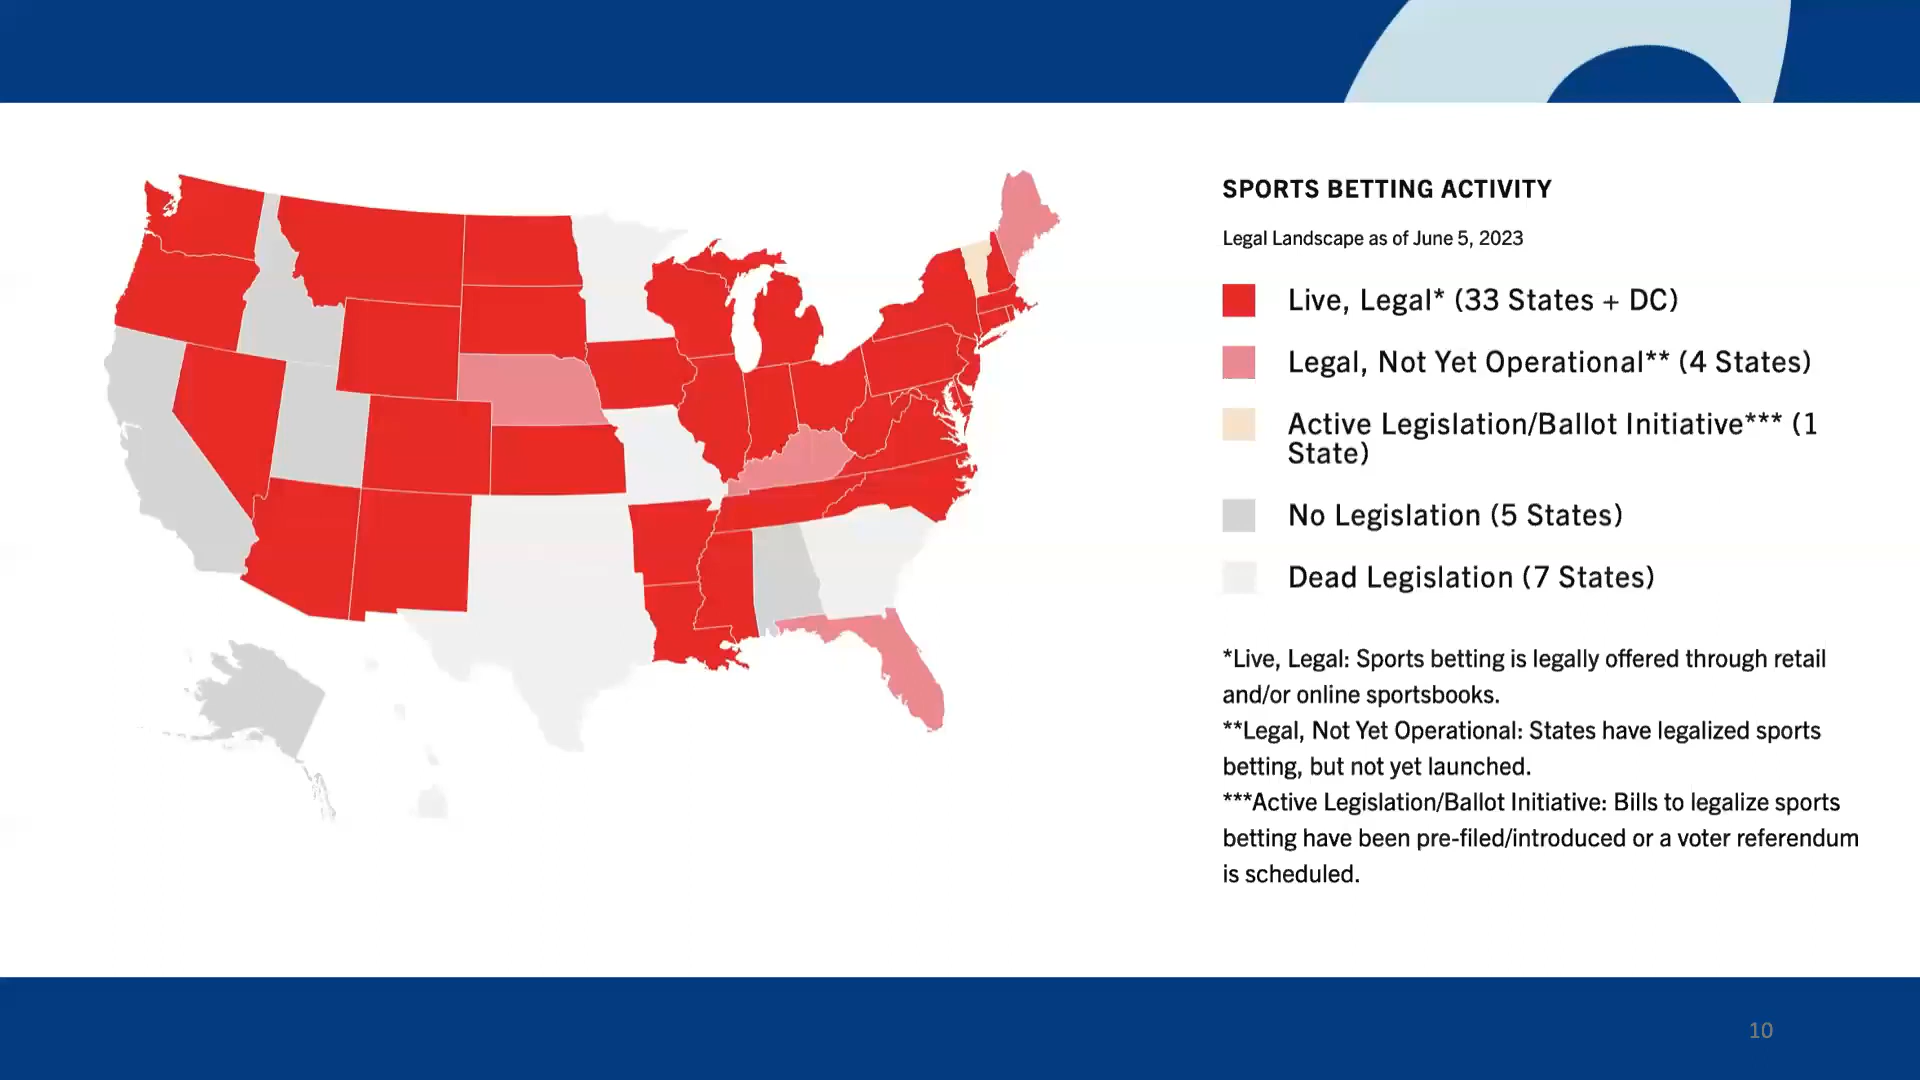 SPORTS BETTING ACTIVITY
Legal Landscape as of June 5, 2023
Live, Legal* (33 States + DC)
Legal, Not Yet Operational** (4 States)
Active Legislation/Ballot Initiative*** (1
State)
No Legislation (5 States)
Dead Legislation (7 States)
*Live, Legal: Sports betting is legally offered through retail
and/or online sportsbooks.
**Legal, Not Yet Operational: States have legalized sports
betting, but not yet launched.
***Active Legislation/Ballot Initiative: Bills to legalize sports
betting have been pre-filed/introduced or a voter referendum
is scheduled.
10